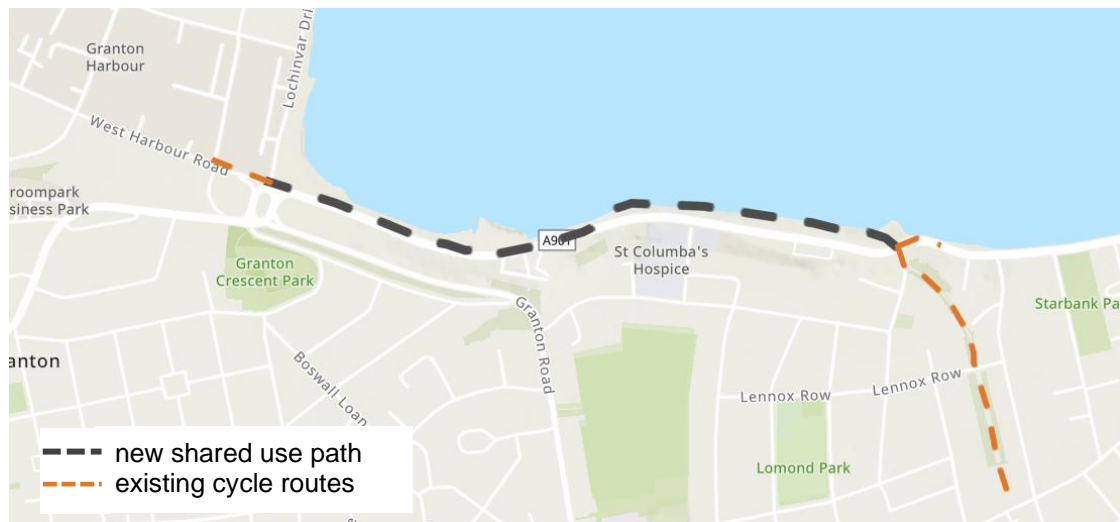 Granton
Harbour
Lochinvar Dri
West Harbour Road
roompark
siness Park
A901
St Columba's
Hospice
Granton
Crescent Park
Starbank Pa
Granton Road
anton
Boswall Loan
Lennox Row
Lennox Row
Lomond Park
new shared use path
existing cycle routes